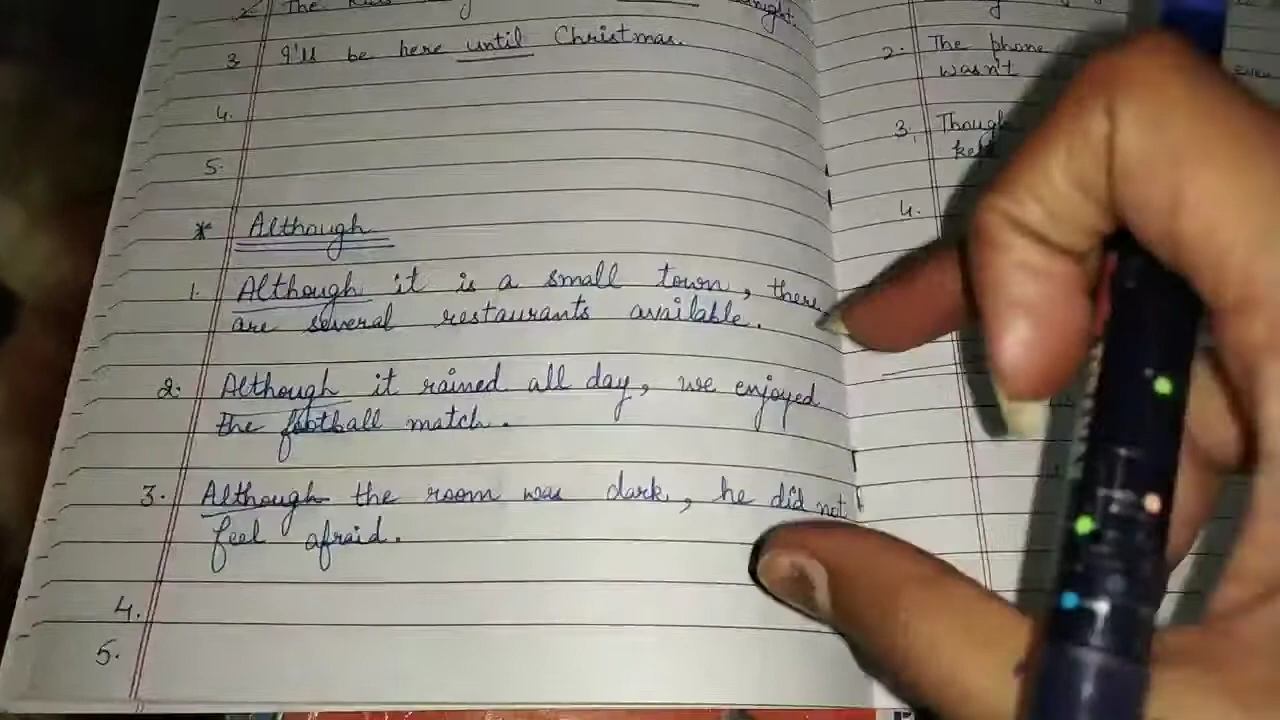 2 The
3 I'll be here until Christmas.
4.
5.
* Although
1. Although it is a small town, there
are several restaurants available.
2. Although it rained all day, we enjoyed
the football match.
3. Although the room was dark, he did not
feel afraid.
4.
5.
2. The phone
wasn't
3. Though
4.